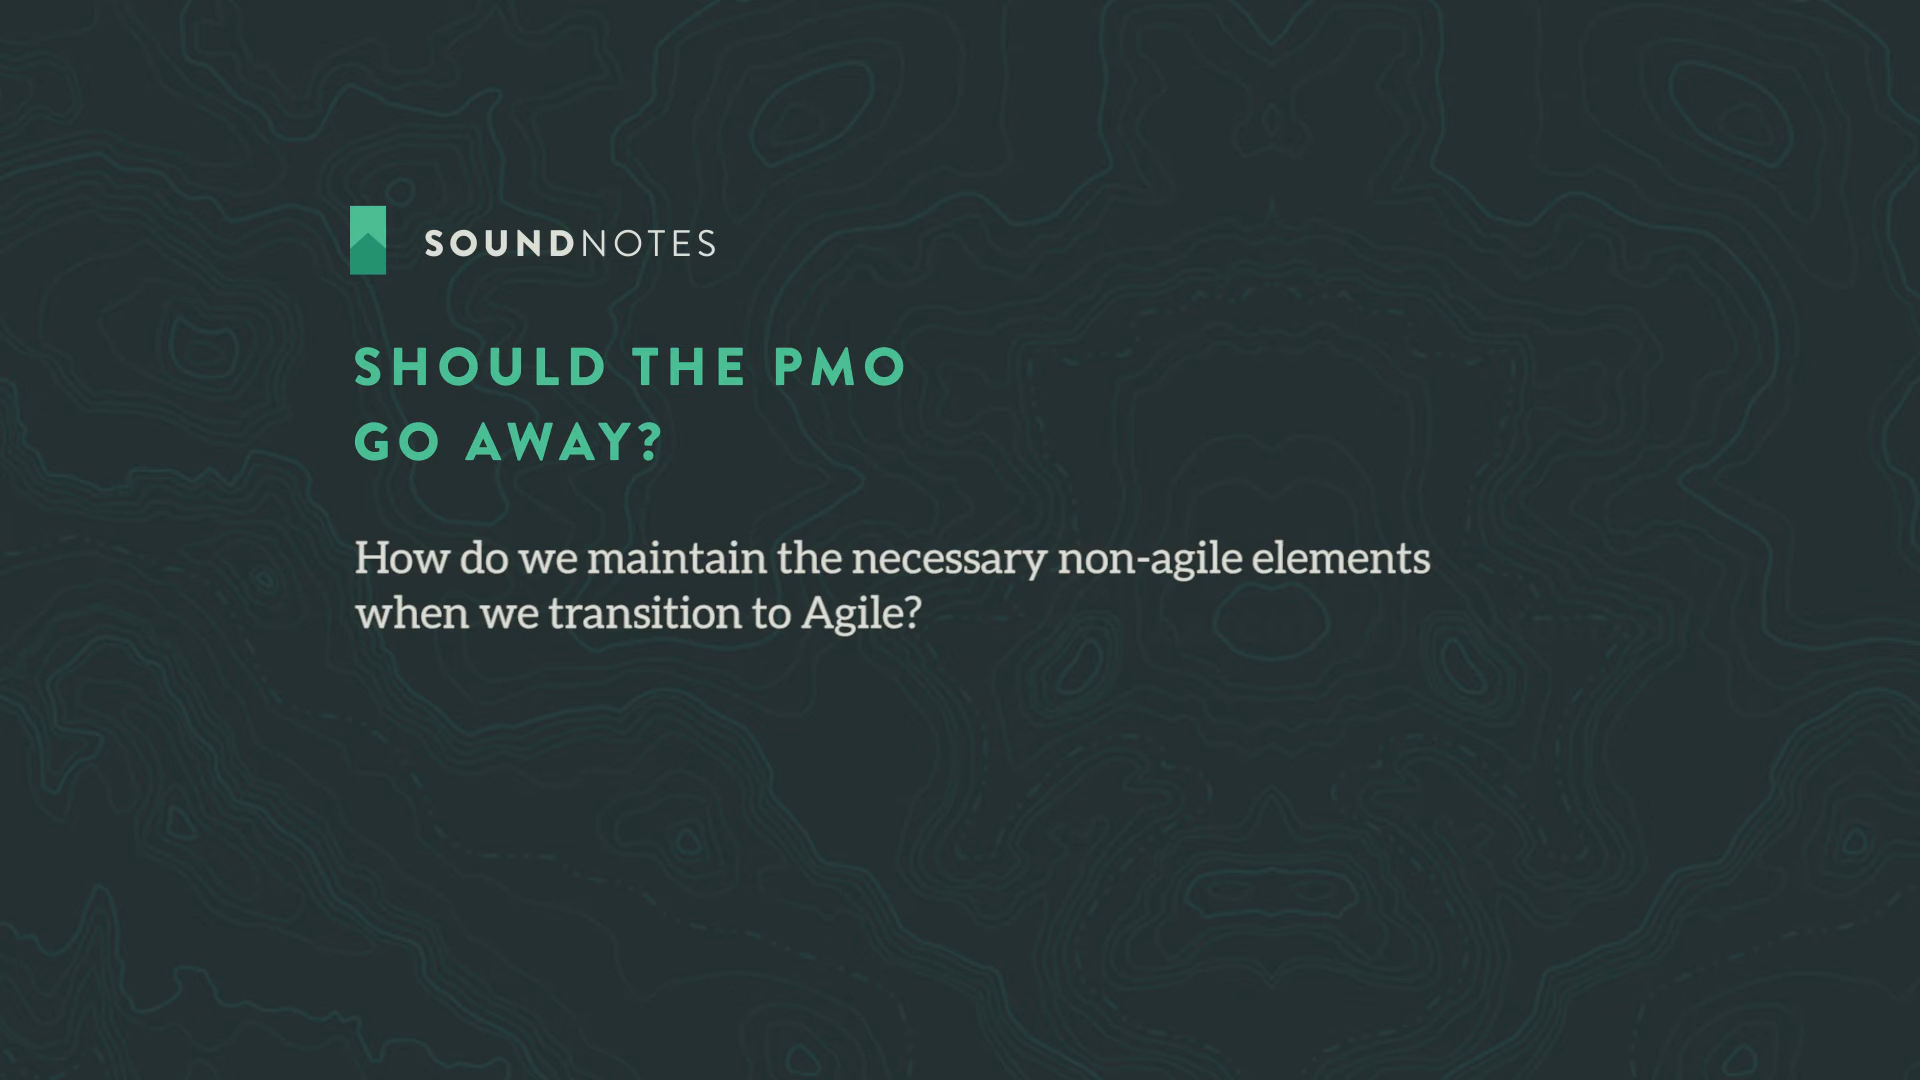 SOUNDNOTES
SHOULD THE PMO
GO AWAY?
How do we maintain the necessary non-agile elements
when we transition to Agile?